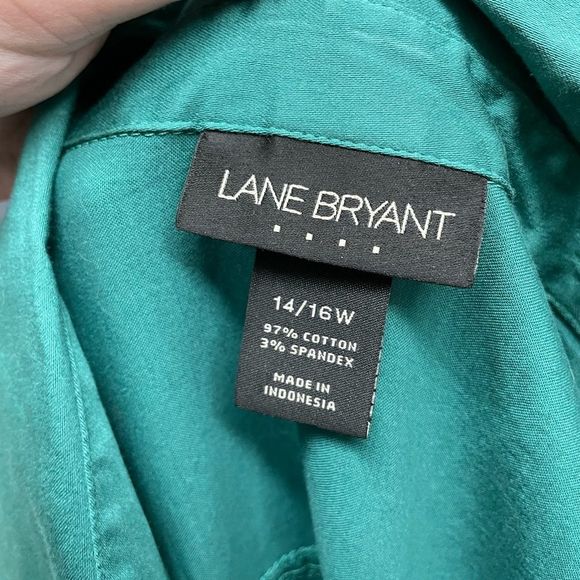 LANE BRYANT
14/16 W
97% COTTON
3% SPANDEX
MADE IN
INDONESIA